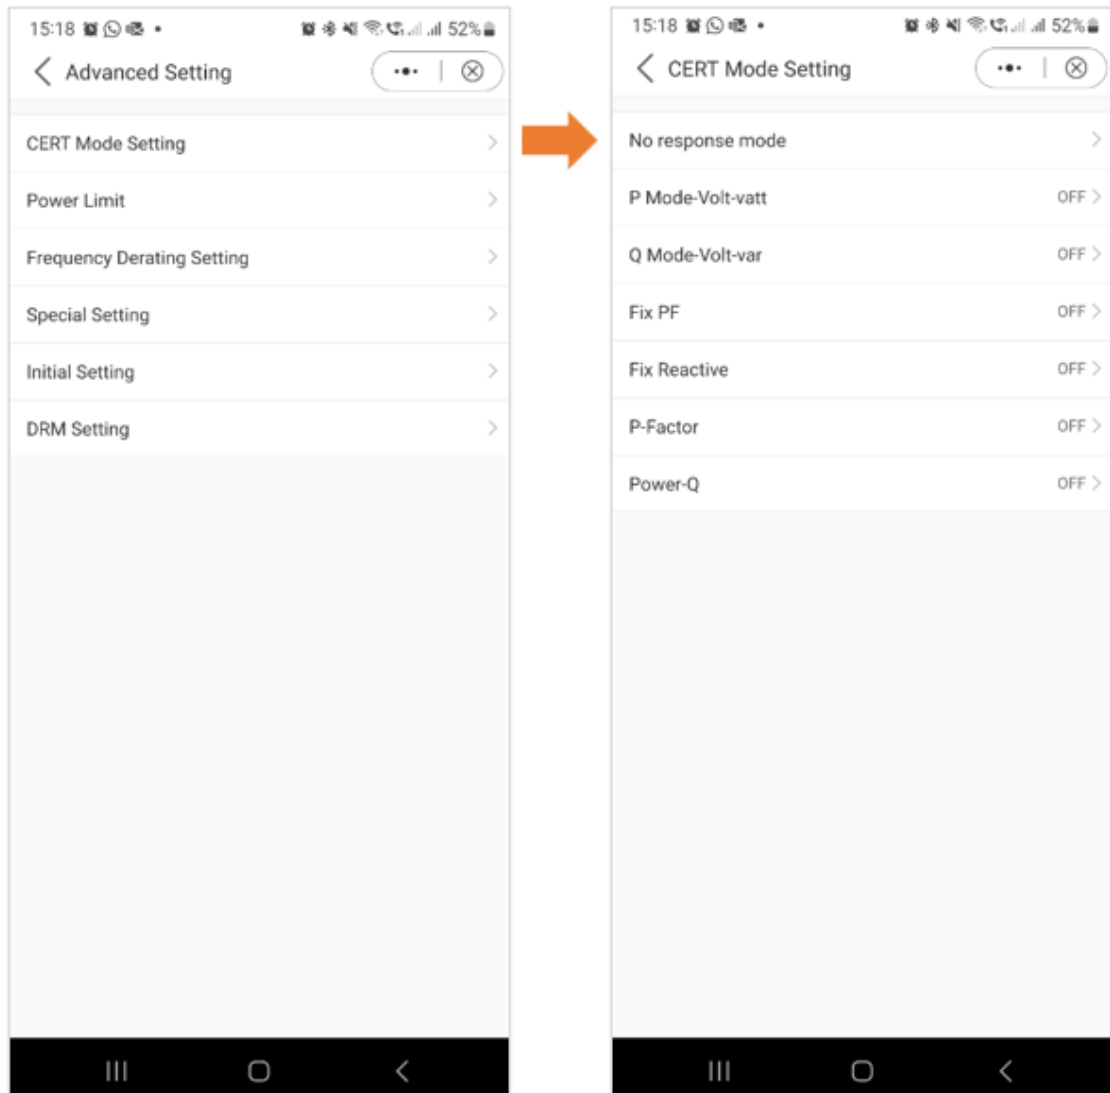 15:18 52%
Advanced Setting
CERT Mode Setting
Power Limit
Frequency Derating Setting
Special Setting
Initial Setting
DRM Setting
15:18 52%
CERT Mode Setting
No response mode
P Mode-Volt-vatt OFF
Q Mode-Volt-var OFF
Fix PF OFF
Fix Reactive OFF
P-Factor OFF
Power-Q OFF